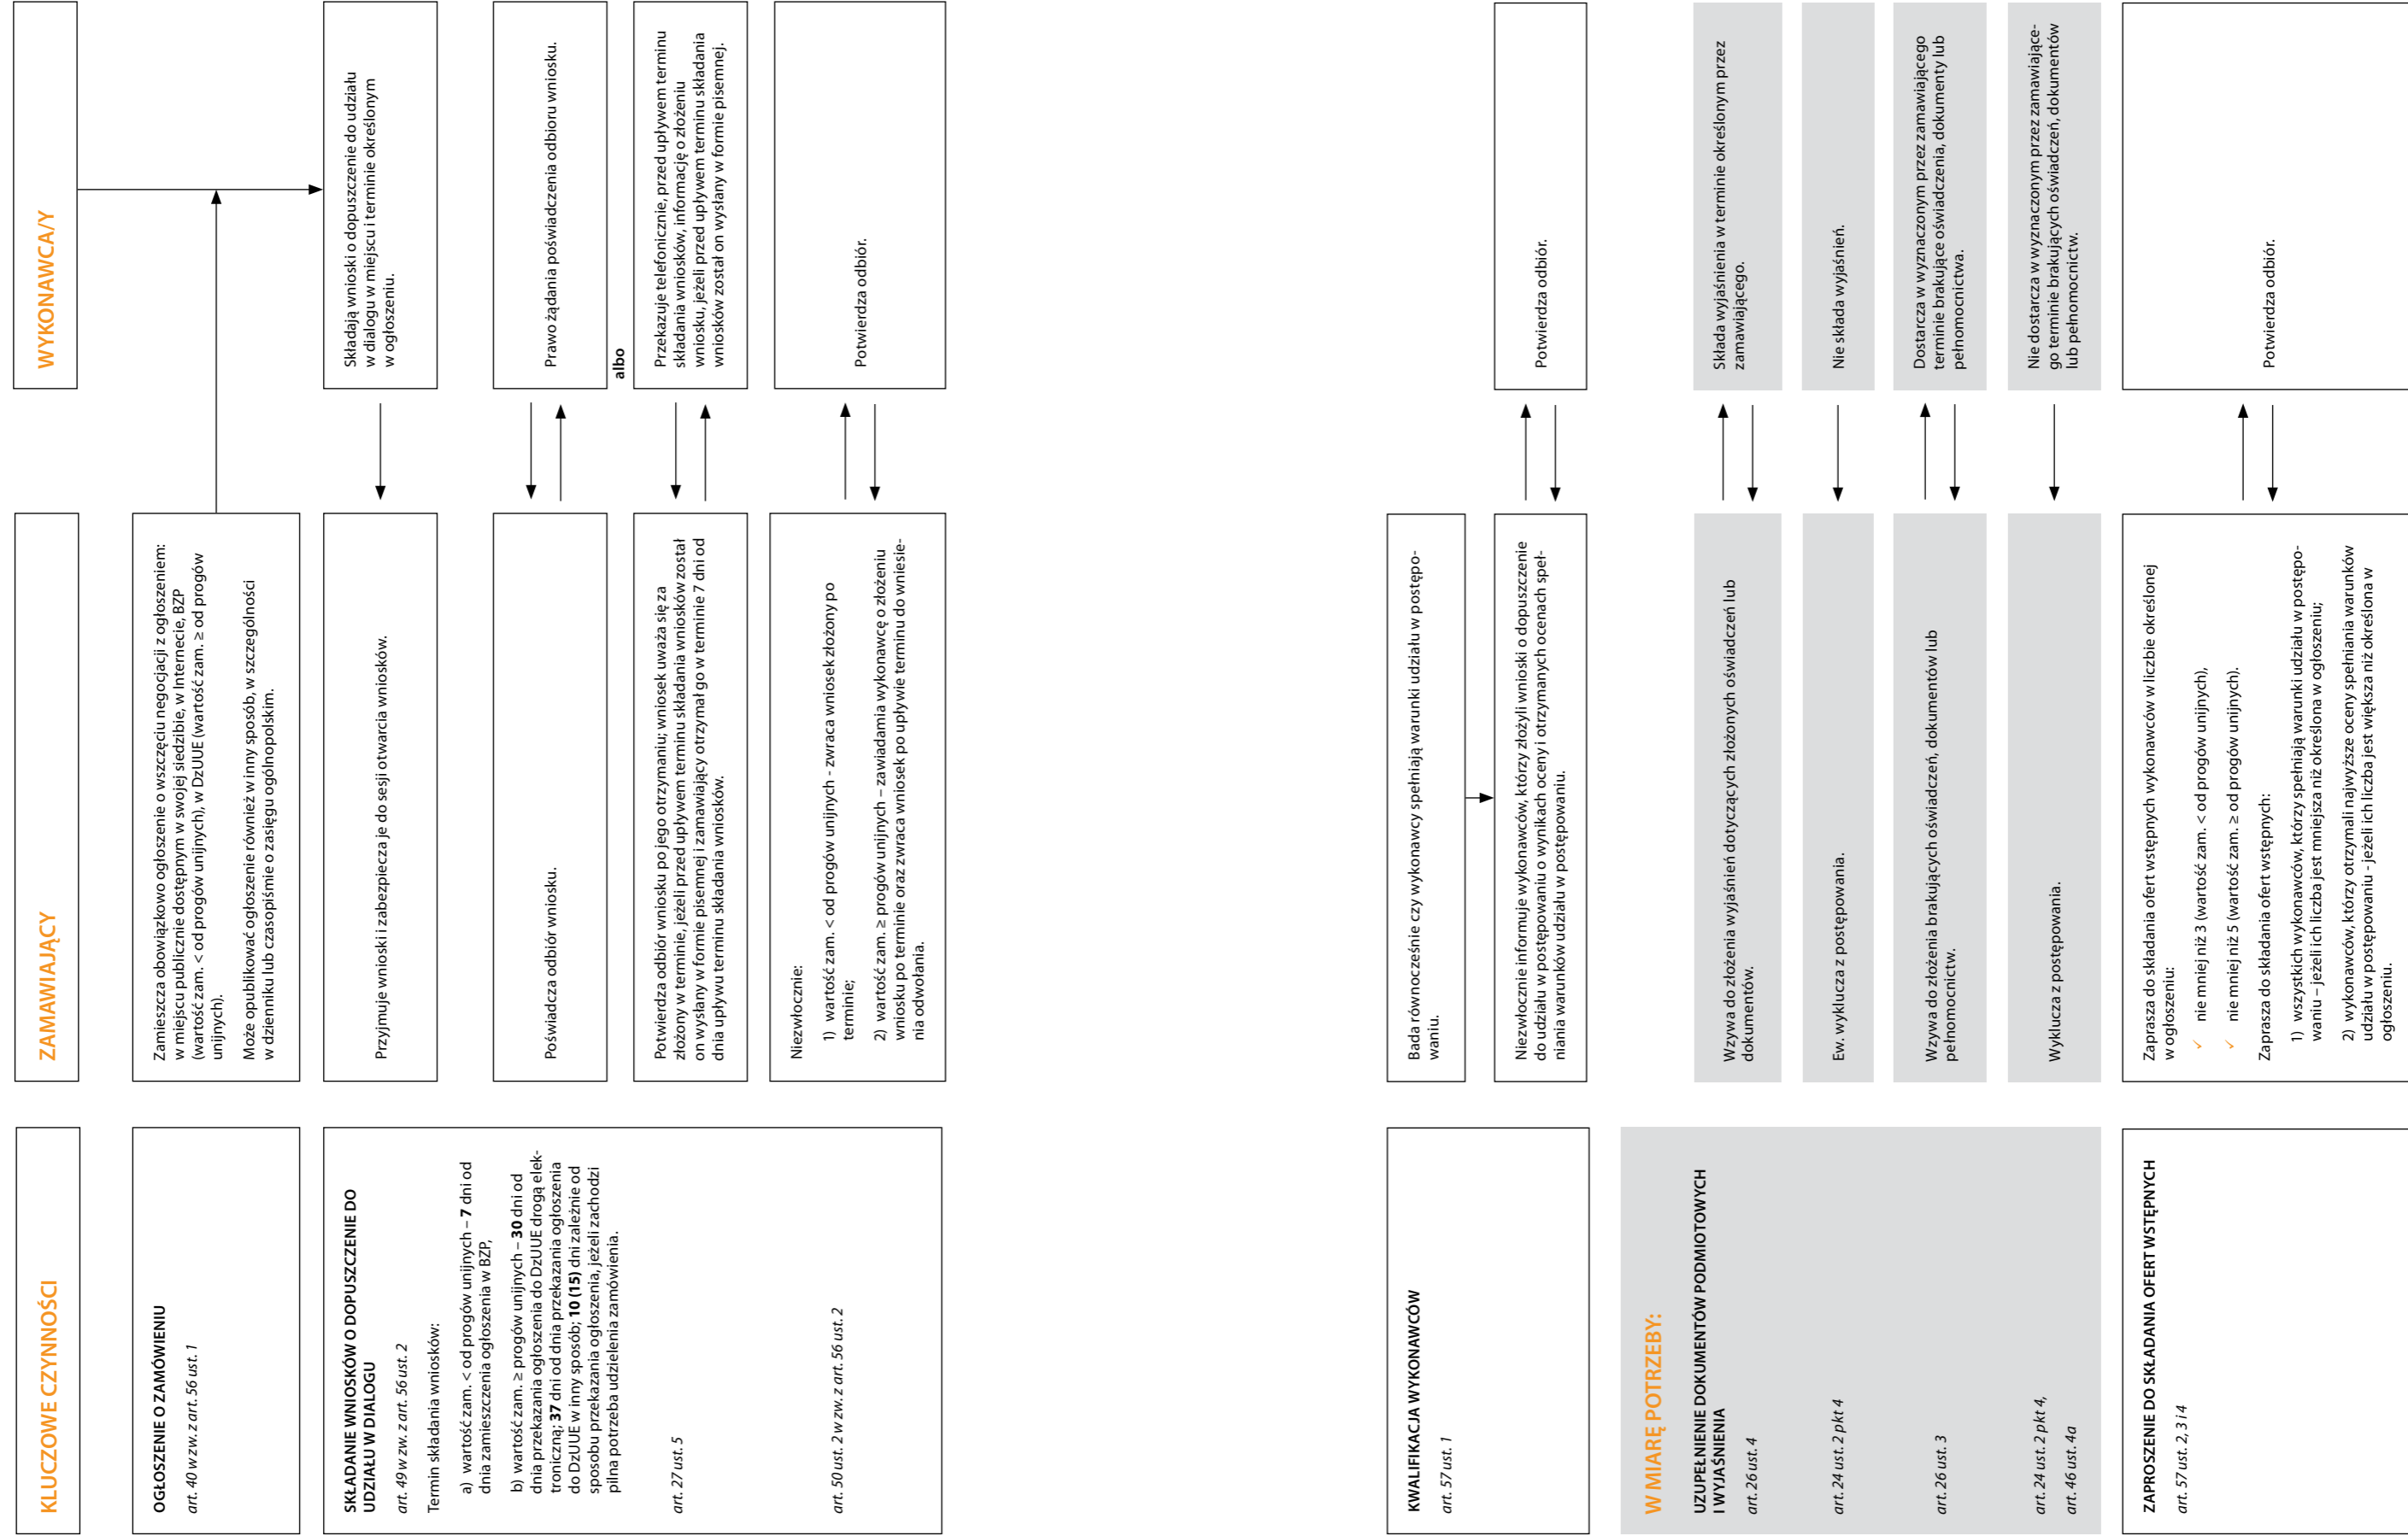 KLUCZOWE CZYNNOŚCI
ZAMAWIAJĄCY
WYKONAWCA/Y
OGŁOSZENIE O ZAMÓWIENIU
art. 40 w zw. z art. 56 ust. 1
Zamieszcza obowiązkowo ogłoszenie o wszczęciu negocjacji z ogłoszeniem:
w miejscu publicznie dostępnym w swojej siedzibie, w Internecie, BZP
(wartość zam. < od progów unijnych), w DzUUE (wartość zam. ≥ od progów
unijnych).
Może opublikować ogłoszenie również w inny sposób, w szczególności
w dzienniku lub czasopiśmie o zasięgu ogólnopolskim.
SKŁADANIE WNIOSKÓW O DOPUSZCZENIE DO
UDZIAŁU W DIALOGU
art. 49 w zw. z art. 56 ust. 2
Termin składania wniosków:
a) wartość zam. < od progów unijnych – 7 dni od
dnia zamieszczenia ogłoszenia w BZP,
b) wartość zam. ≥ progów unijnych – 30 dni od
dnia przekazania ogłoszenia do DzUUE drogą elek-
troniczną; 37 dni od dnia przekazania ogłoszenia
do DzUUE w inny sposób; 10 (15) dni zależnie od
sposobu przekazania ogłoszenia, jeżeli zachodzi
pilna potrzeba udzielenia zamówienia.
art. 27 ust. 5
art. 50 ust. 2 w zw. z art. 56 ust. 2
Przyjmuje wnioski i zabezpiecza je do sesji otwarcia wniosków.
Składają wnioski o dopuszczenie do udziału
w dialogu w miejscu i terminie określonym
w ogłoszeniu.
Poświadcza odbiór wniosku.
Prawo żądania poświadczenia odbioru wniosku.
albo
Potwierdza odbiór wniosku po jego otrzymaniu; wniosek uważa się za
złożony w terminie, jeżeli przed upływem terminu składania wniosków został
on wysłany w formie pisemnej i zamawiający otrzymał go w terminie 7 dni od
dnia upływu terminu składania wniosków.
Przekazuje telefonicznie, przed upływem terminu
składania wniosków, informację o złożeniu
wniosku, jeżeli przed upływem terminu składania
wniosków został on wysłany w formie pisemnej.
Niezwłocznie:
1) wartość zam. < od progów unijnych - zwraca wniosek złożony po
terminie;
2) wartość zam. ≥ progów unijnych – zawiadamia wykonawcę o złożeniu
wniosku po terminie oraz zwraca wniosek po upływie terminu do wniesie-
nia odwołania.
Potwierdza odbiór.
KWALIFIKACJA WYKONAWCÓW
art. 57 ust. 1
Bada równocześnie czy wykonawcy spełniają warunki udziału w postępo-
waniu.
Niezwłocznie informuje wykonawców, którzy złożyli wnioski o dopuszczenie
do udziału w postępowaniu o wynikach oceny i otrzymanych ocenach speł-
niania warunków udziału w postępowaniu.
Potwierdza odbiór.
W MIARĘ POTRZEBY:
UZUPEŁNIENIE DOKUMENTÓW PODMIOTOWYCH
I WYJAŚNIENIA
art. 26 ust. 4
Wzywa do złożenia wyjaśnień dotyczących złożonych oświadczeń lub
dokumentów.
Składa wyjaśnienia w terminie określonym przez
zamawiającego.
art. 24 ust. 2 pkt 4
Ew. wyklucza z postępowania.
Nie składa wyjaśnień.
art. 26 ust. 3
Wzywa do złożenia brakujących oświadczeń, dokumentów lub
pełnomocnictw.
Dostarcza w wyznaczonym przez zamawiającego
terminie brakujące oświadczenia, dokumenty lub
pełnomocnictwa.
art. 24 ust. 2 pkt 4,
art. 46 ust. 4a
Wyklucza z postępowania.
Nie dostarcza w wyznaczonym przez zamawiające-
go terminie brakujących oświadczeń, dokumentów
lub pełnomocnictw.
ZAPROSZENIE DO SKŁADANIA OFERT WSTĘPNYCH
art. 57 ust. 2, 3 i 4
Zaprasza do składania ofert wstępnych wykonawców w liczbie określonej
w ogłoszeniu:
✓ nie mniej niż 3 (wartość zam. < od progów unijnych),
✓ nie mniej niż 5 (wartość zam. ≥ od progów unijnych).
Zaprasza do składania ofert wstępnych:
1) wszystkich wykonawców, którzy spełniają warunki udziału w postępo-
waniu – jeżeli ich liczba jest mniejsza niż określona w ogłoszeniu;
2) wykonawców, którzy otrzymali najwyższe oceny spełniania warunków
udziału w postępowaniu - jeżeli ich liczba jest większa niż określona w
ogłoszeniu.
Potwierdza odbiór.